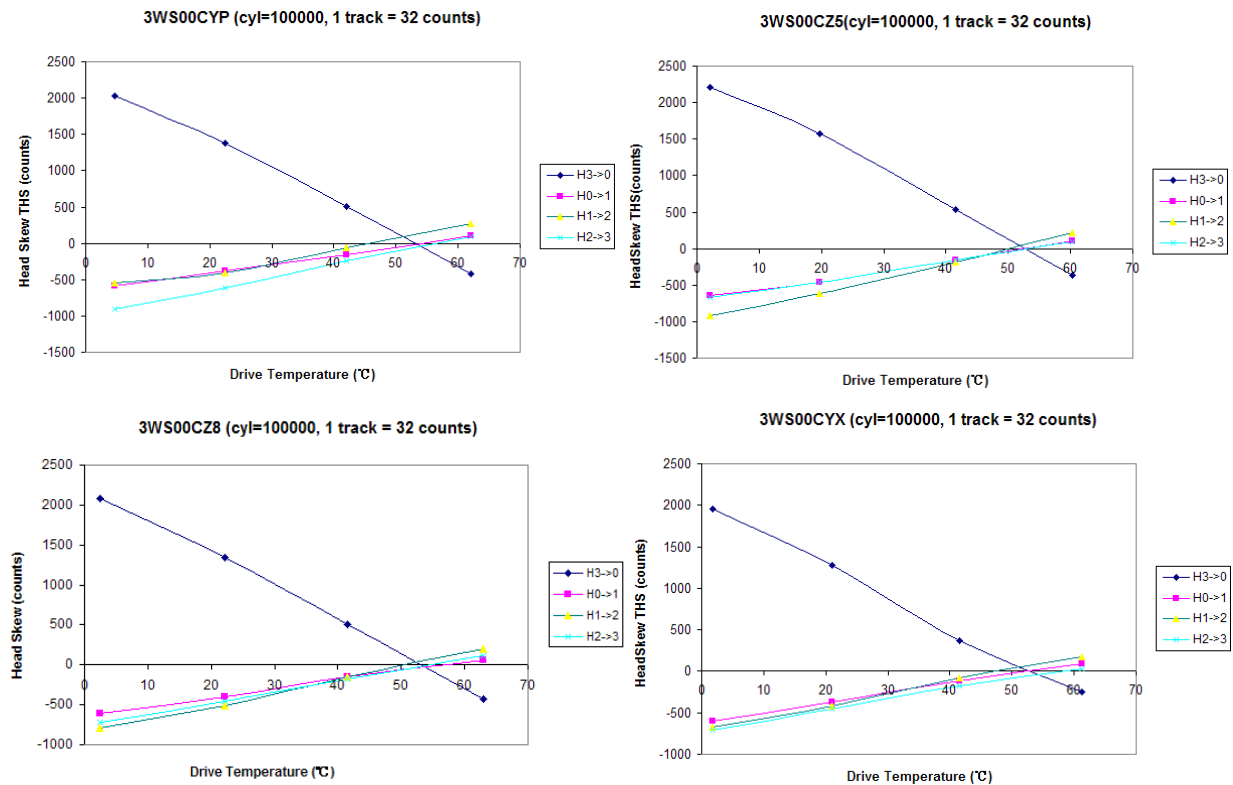 3WS00CYP (cyl=100000, 1 track = 32 counts)
2500
2000
1500
1000
500
0
-500
-1000
-1500
0 10 20 30 40 50 60 70
Head Skew THS (counts)
Drive Temperature (℃)
H3->0
H0->1
H1->2
H2->3
3WS00CZ5(cyl=100000, 1 track = 32 counts)
2500
2000
1500
1000
500
0
-500
-1000
-1500
0 10 20 30 40 50 60 70
HeadSkew THS(counts)
Drive Temperature (℃)
H3->0
H0->1
H1->2
H2->3
3WS00CZ8 (cyl=100000, 1 track = 32 counts)
2500
2000
1500
1000
500
0
-500
-1000
0 10 20 30 40 50 60 70
Head Skew (counts)
Drive Temperature (℃)
H3->0
H0->1
H1->2
H2->3
3WS00CYX (cyl=100000, 1 track = 32 counts)
2500
2000
1500
1000
500
0
-500
-1000
0 10 20 30 40 50 60 70
HeadSkew THS (counts)
Drive Temperature (℃)
H3->0
H0->1
H1->2
H2->3